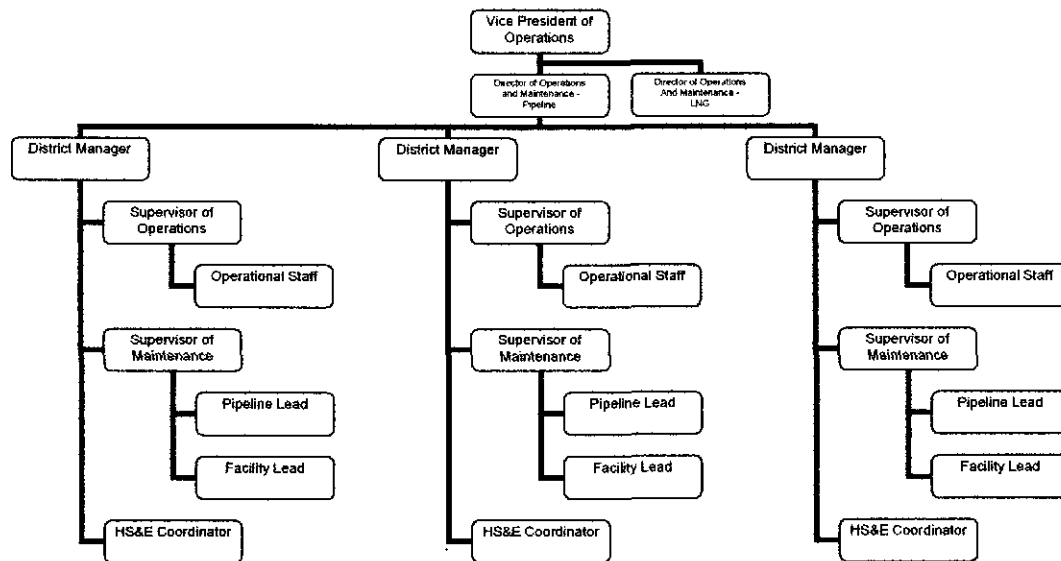 Vice President of
Operations
Director of Operations
and Maintenance -
Pipeline
Director of Operations
And Maintenance -
LNG
District Manager
District Manager
District Manager
Supervisor of
Operations
Supervisor of
Operations
Supervisor of
Operations
Operational Staff
Operational Staff
Operational Staff
Supervisor of
Maintenance
Supervisor of
Maintenance
Supervisor of
Maintenance
Pipeline Lead
Pipeline Lead
Pipeline Lead
Facility Lead
Facility Lead
Facility Lead
HS&E Coordinator
HS&E Coordinator
HS&E Coordinator